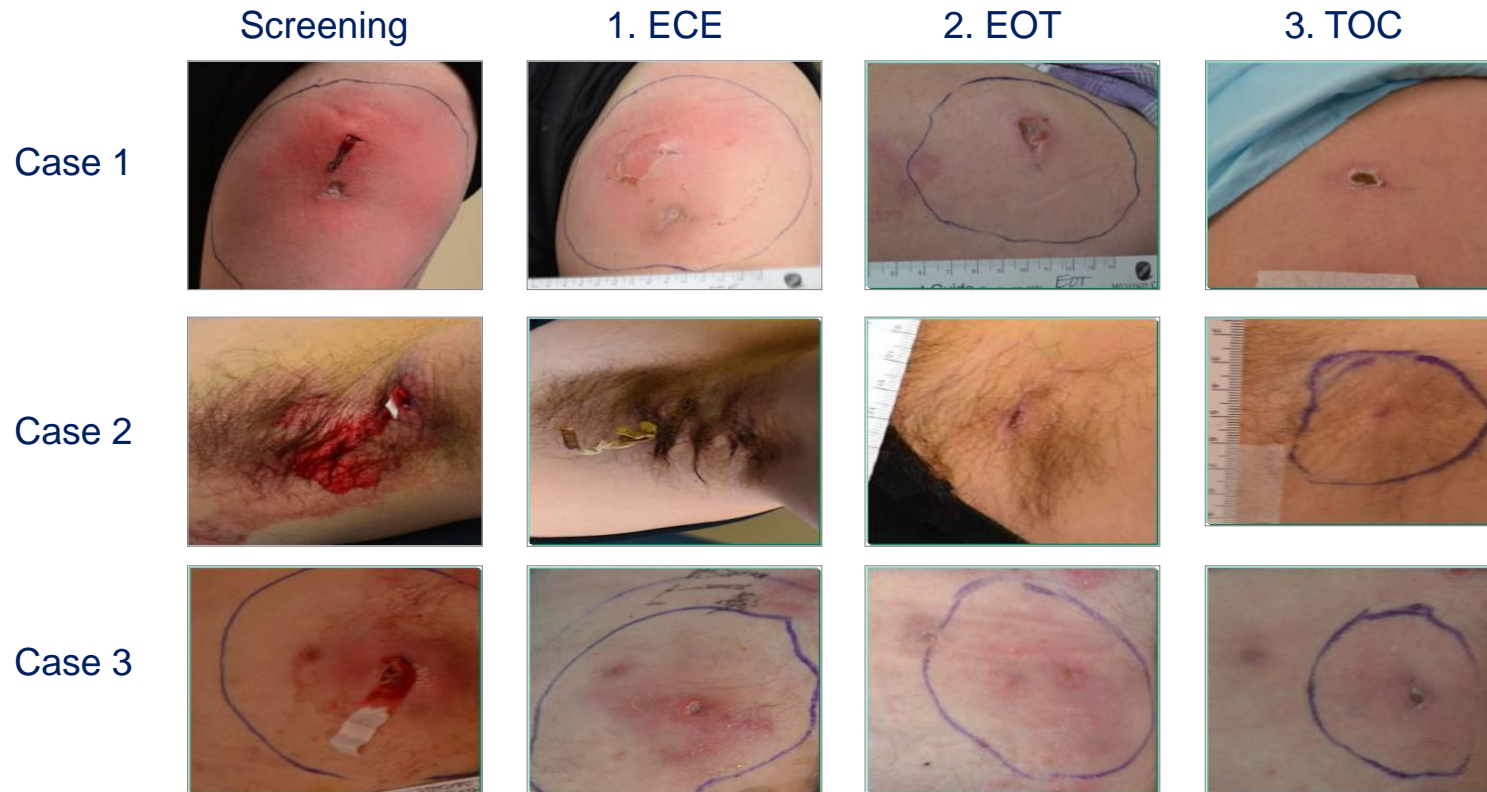 Screening 1. ECE 2. EOT 3. TOC
Case 1
EOT
Case 2
Case 3